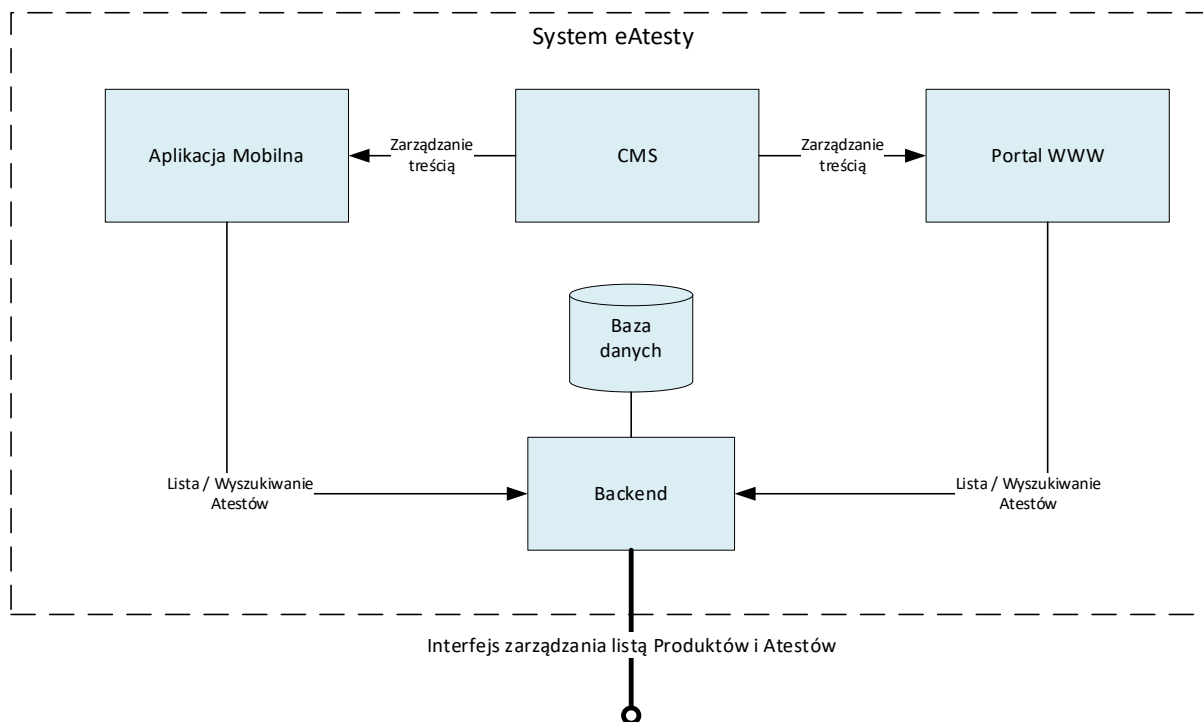 System eAtesty
Aplikacja Mobilna
Zarządzanie
treścią
CMS
Zarządzanie
treścią
Portal WWW
Baza
danych
Lista / Wyszukiwanie
Atestów
Backend
Lista / Wyszukiwanie
Atestów
Interfejs zarządzania listą Produktów i Atestów